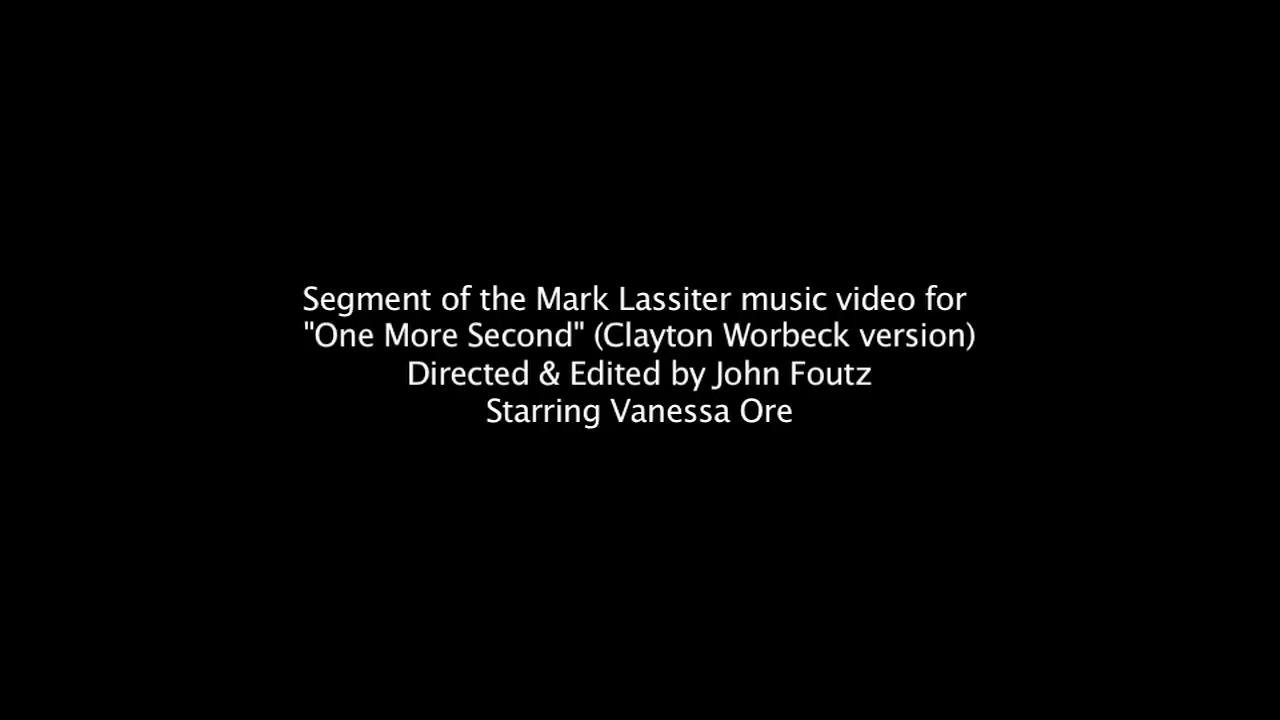 Segment of the Mark Lassiter music video for
"One More Second" (Clayton Worbeck version)
Directed & Edited by John Foutz
Starring Vanessa Ore